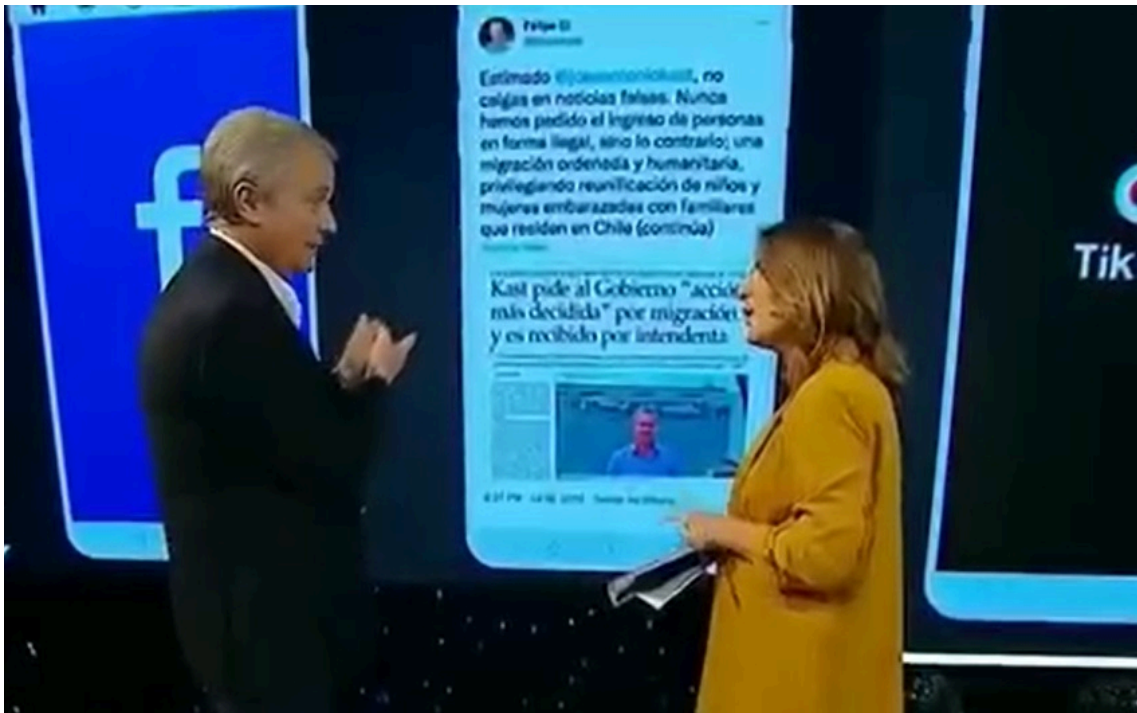 f
Felipe
Estimado @joseantoniokast, no
caigas en noticias falsas. Nunca
hemos pedido el ingreso de personas
en forma ilegal, sino lo contrario; una
migración ordenada y humanitaria,
privilegiando reunificación de niños y
mujeres embarazadas con familiares
que residen en Chile (continúa)
Kast pide al Gobierno "acción
más decidida" por migración
y es recibido por intendenta
Tik